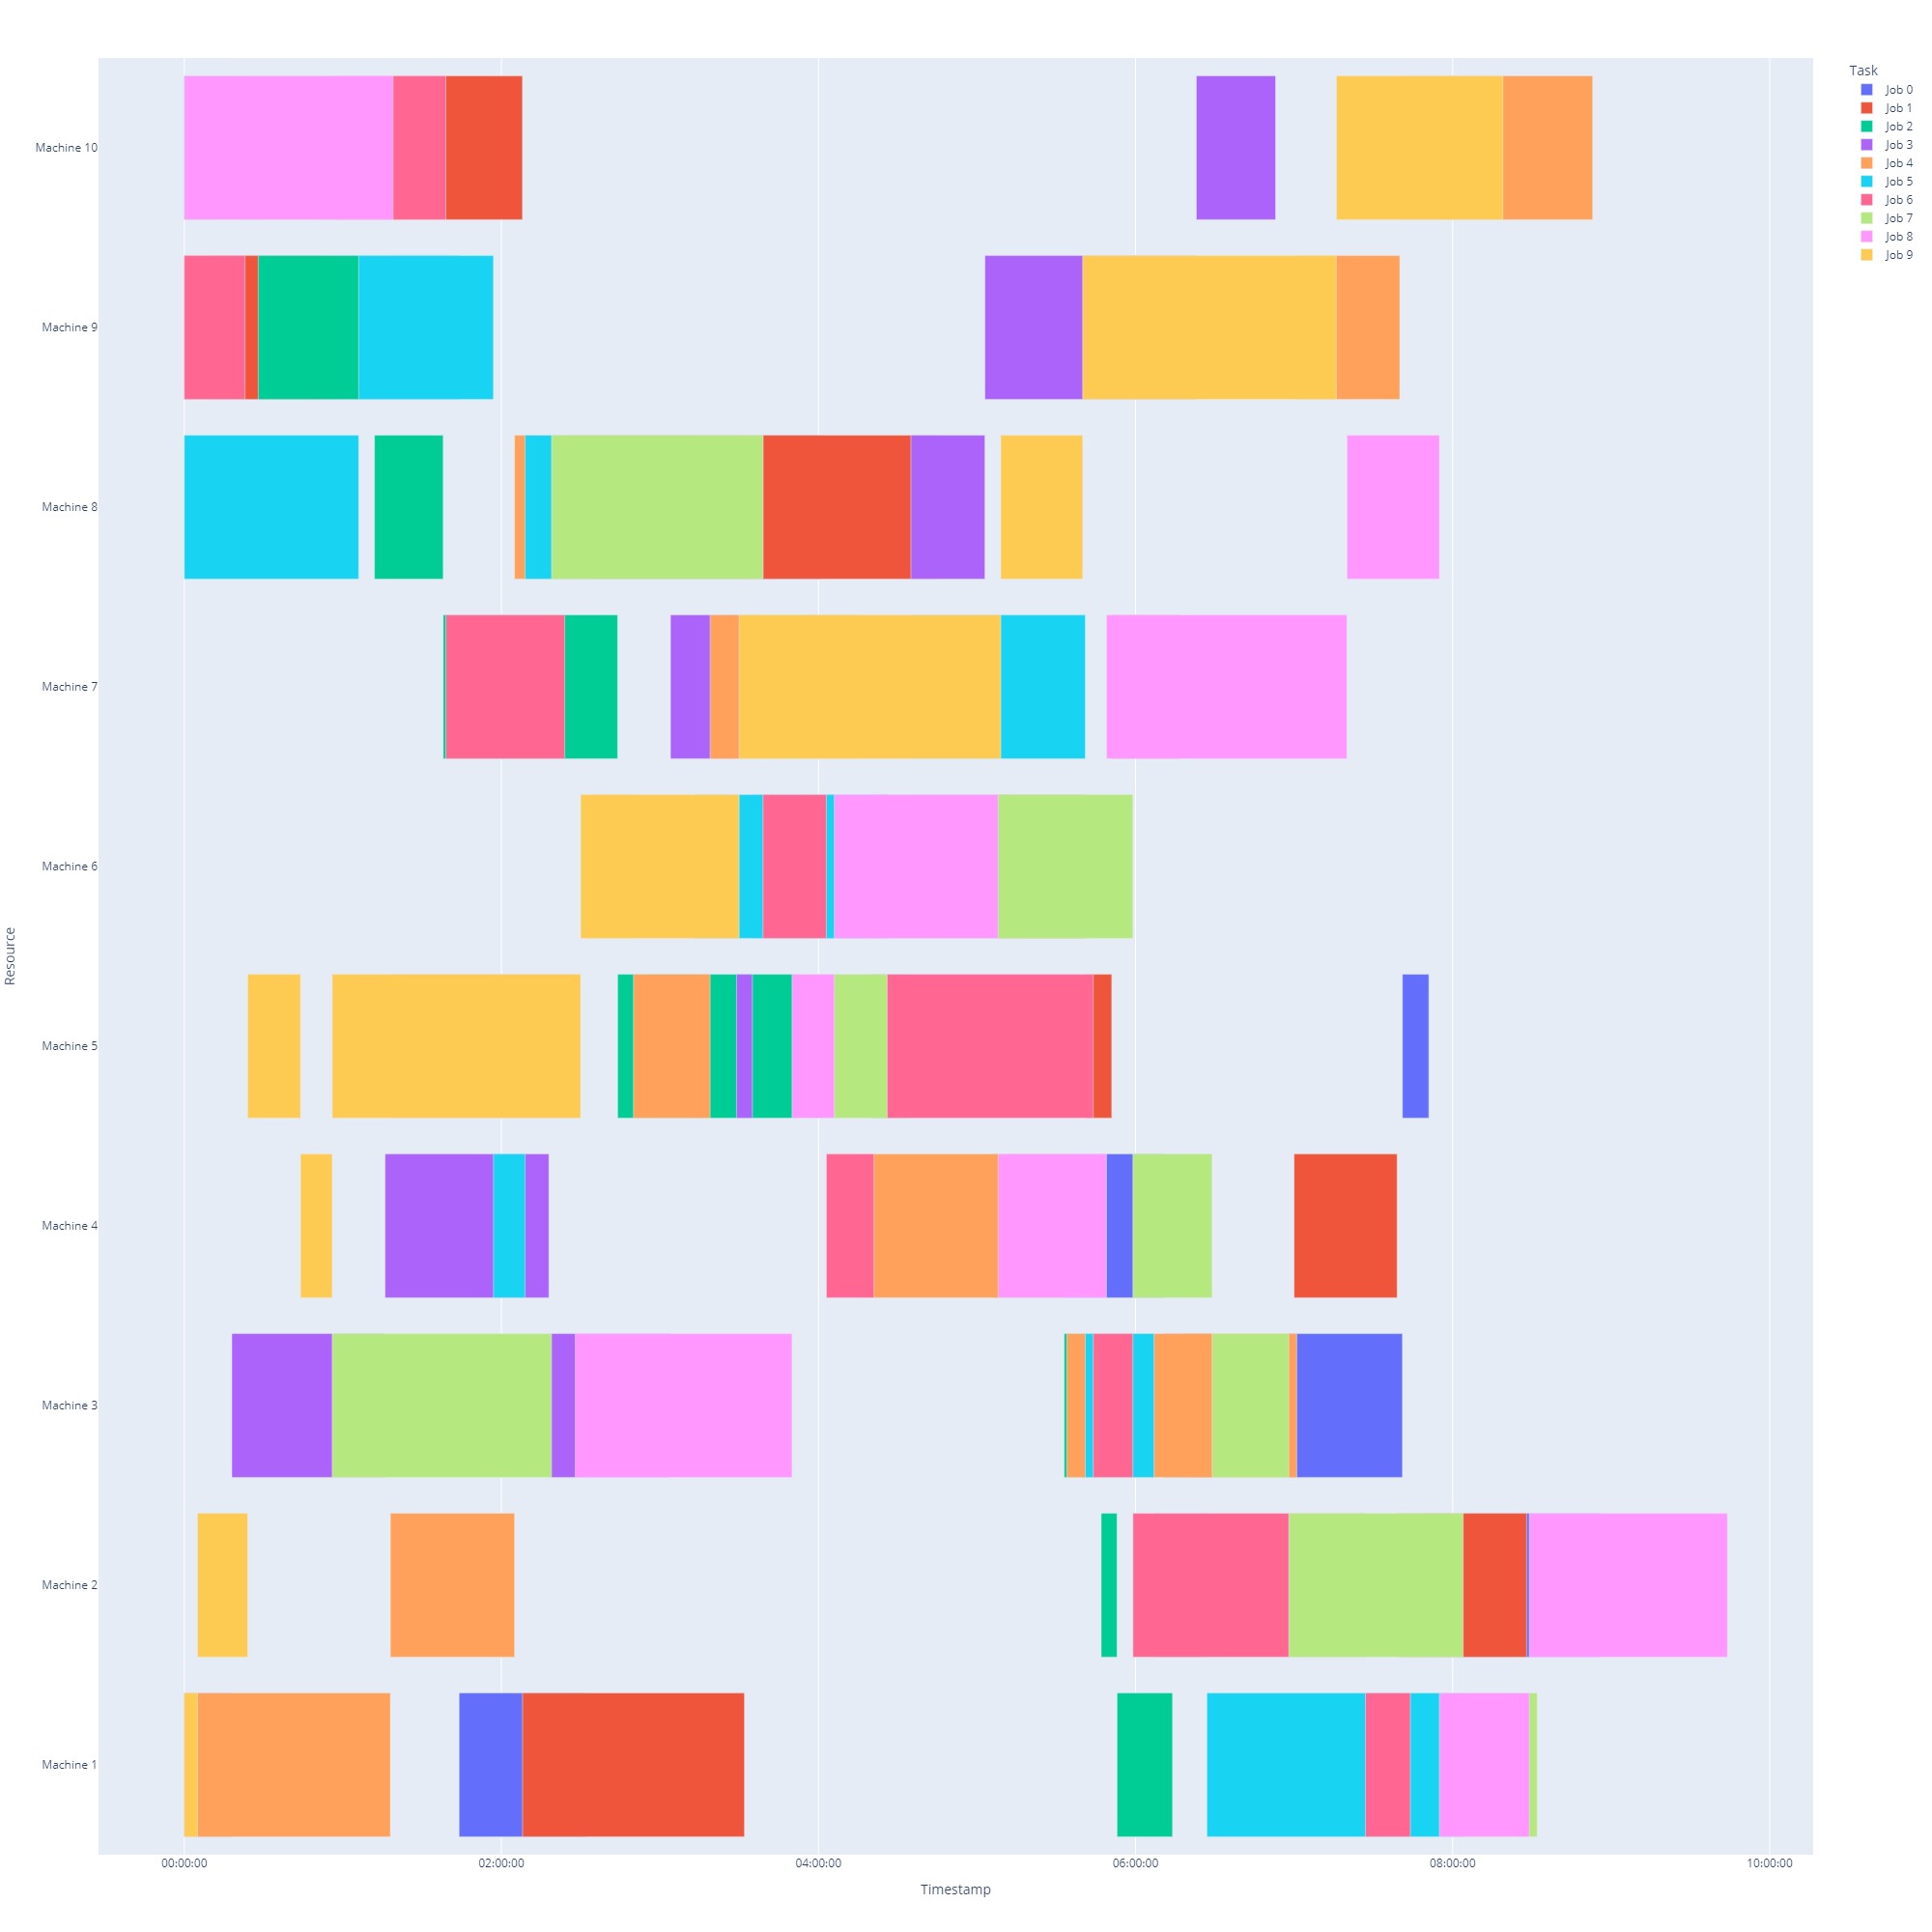 Task
Job 0
Job 1
Job 2
Job 3
Job 4
Job 5
Job 6
Job 7
Job 8
Job 9
Machine 10
Machine 9
Machine 8
Machine 7
Machine 6
Machine 5
Machine 4
Machine 3
Machine 2
Machine 1
Resource
00:00:00 02:00:00 04:00:00 06:00:00 08:00:00 10:00:00
Timestamp